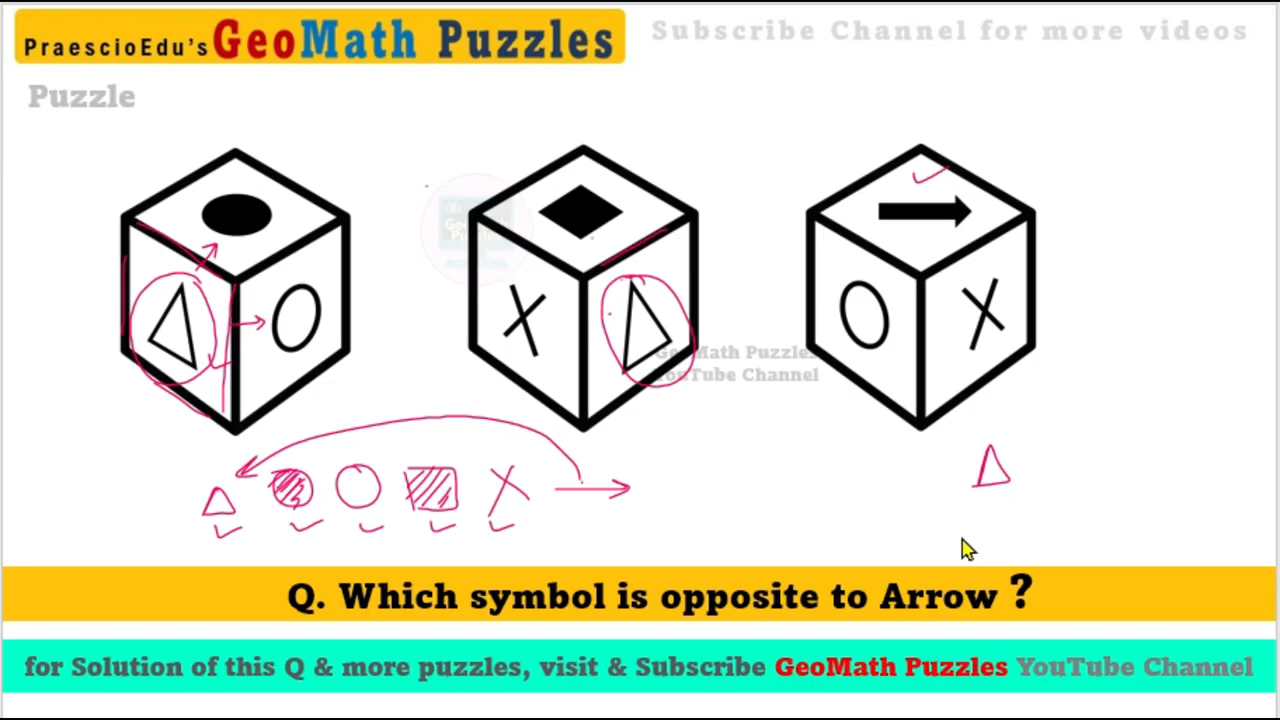 PraescioEdu's GeoMath Puzzles
Subscribe Channel for more videos
Puzzle
GeoMath Puzzles
YouTube Channel
Q. Which symbol is opposite to Arrow ?
for Solution of this Q & more puzzles, visit & Subscribe GeoMath Puzzles YouTube Channel